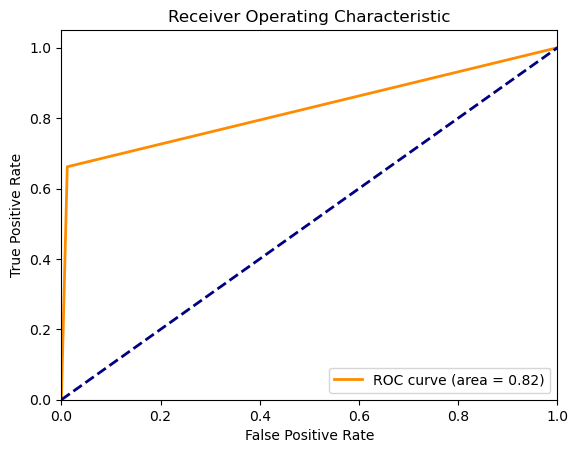 Receiver Operating Characteristic
1.0
0.8
0.6
0.4
0.2
0.0
True Positive Rate
ROC curve (area = 0.82)
0.0 0.2 0.4 0.6 0.8 1.0
False Positive Rate